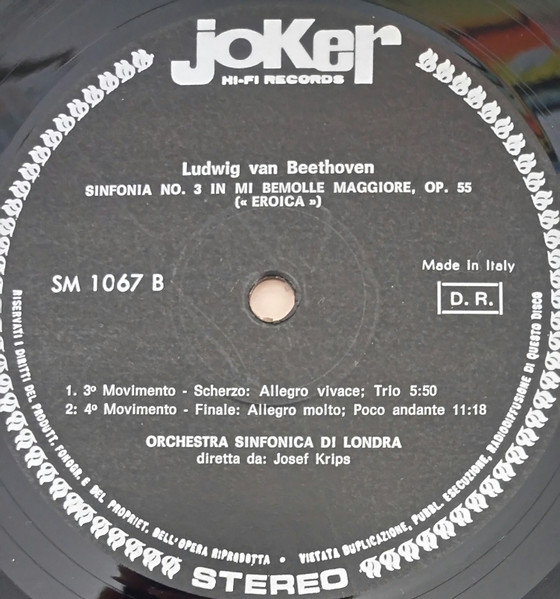 joker
HI-FI RECORDS
Ludwig van Beethoven
SINFONIA NO. 3 IN MI BEMOLLE MAGGIORE, OP. 55
(« EROICA »)
Made in Italy
SM 1067 B
D. R.
1. 3º Movimento - Scherzo: Allegro vivace; Trio 5:50
2: 4º Movimento - Finale: Allegro molto; Poco andante 11:18
ORCHESTRA SINFONICA DI LONDRA
diretta da: Josef Krips
RISERVATI I DIRITTI DEL PRODUTT. FONOGR. E DEL PROPRIET. DELL'OPERA RIPRODOTTA • VIETATA DUPLICAZIONE, PUBBL. ESECUZIONE, RADIODIFFUSIONE DI QUESTO DISCO
STEREO